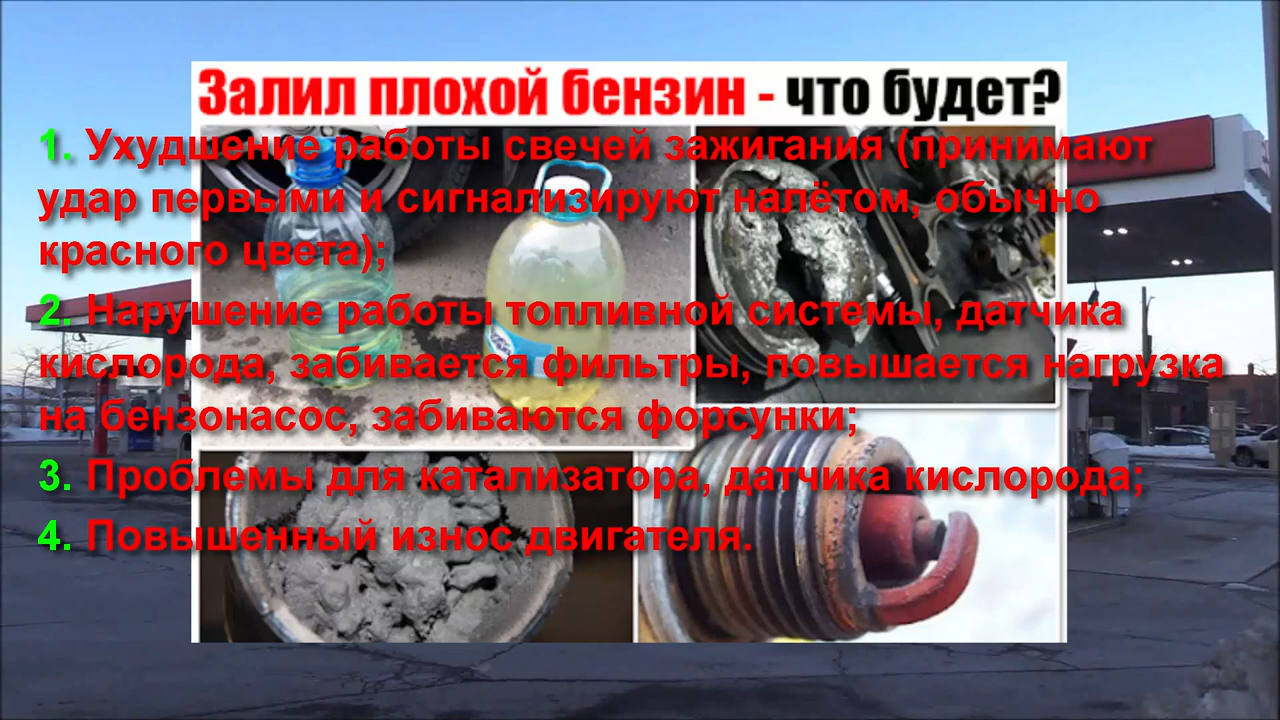 Залил плохой бензин - что будет?
1. Ухудшение работы свечей зажигания (принимают
удар первыми и сигнализируют налётом, обычно
красного цвета);
2. Нарушение работы топливной системы, датчика
кислорода, забивается фильтры, повышается нагрузка
на бензонасос, забиваются форсунки;
3. Проблемы для катализатора, датчика кислорода;
4. Повышенный износ двигателя.